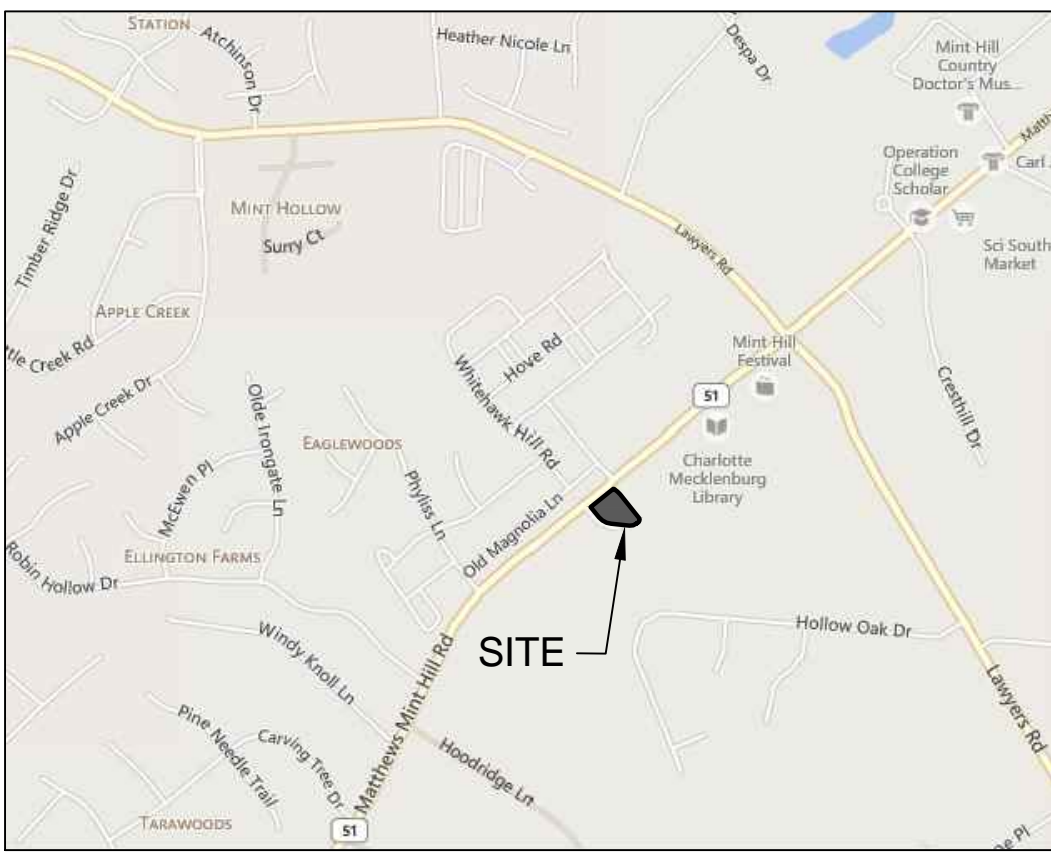 STATION
Atchinson Dr
Heather Nicole Ln
Despa Dr
Mint Hill
Country
Doctor's Mus...
Matth
Operation
College
Scholar
Carl
Timber Ridge Dr
MINT HOLLOW
Surry Ct
Lawyers Rd
Sci South
Market
APPLE CREEK
ttle Creek Rd
Hove Rd
Mint Hill
Festival
Whitehawk Hill Rd
51
Apple Creek Dr
Olde Irongate Ln
Cresthill Dr
EAGLEWOODS
Charlotte
Mecklenburg
Library
McEwen Pl
Phyliss Ln
Old Magnolia Ln
Robin Hollow Dr
ELLINGTON FARMS
Windy Knoll Ln
SITE
Hollow Oak Dr
Matthews Mint Hill Rd
Lawyers Rd
Pine Needle Trail
Carving Tree Dr
Hoodridge Ln
TARAWOODS
51
e Pl